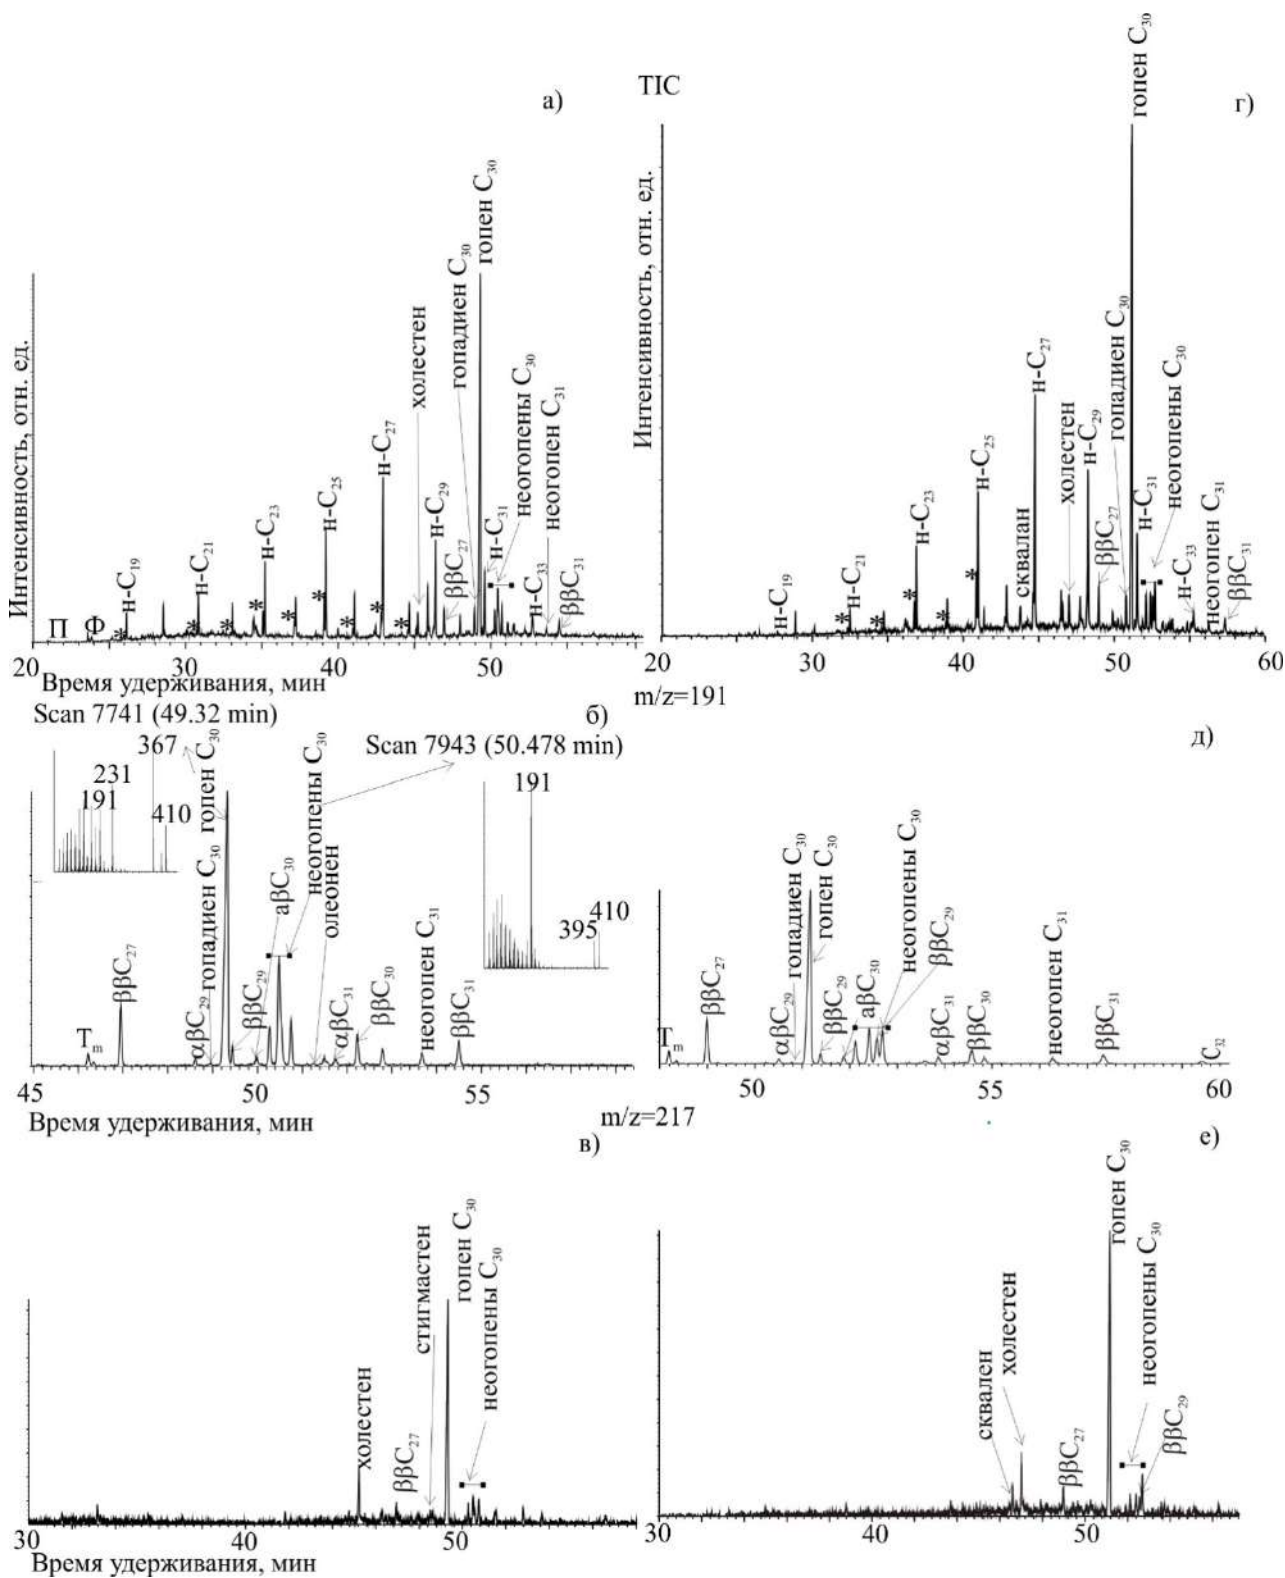 TIC
а)
Интенсивность, отн. ед.
П
Ф
*
н-C₁₉
*
н-C₂₁
*
*
н-C₂₃
*
*
н-C₂₅
*
*
н-C₂₇
*
холестен
н-C₂₉
ββC₂₇
гопадиен C₃₀
гопен C₃₀
н-C₃₁
неогопены C₃₀
н-C₃₃
неогопен C₃₁
ββC₃₁
20 30 40 50
Время удерживания, мин
г)
Интенсивность, отн. ед.
н-C₁₉
*
н-C₂₁
*
*
н-C₂₃
*
*
н-C₂₅
сквалан
н-C₂₇
холестен
н-C₂₉
ββC₂₇
гопадиен C₃₀
гопен C₃₀
н-C₃₁
неогопены C₃₀
н-C₃₃
неогопен C₃₁
ββC₃₁
20 30 40 50 60
m/z=191
б)
Scan 7741 (49.32 min)
367
231
191
410
Scan 7943 (50.478 min)
191
395
410
Tₘ
ββC₂₇
αβC₂₉
гопадиен C₃₀
гопен C₃₀
ββC₂₉
aβC₃₀
неогопены C₃₀
олеонен
αβC₃₁
ββC₃₀
неогопен C₃₁
ββC₃₁
45 50 55
Время удерживания, мин
д)
Tₘ
ββC₂₇
αβC₂₉
гопадиен C₃₀
гопен C₃₀
ββC₂₉
aβC₃₀
неогопены C₃₀
ββC₂₉
αβC₃₁
ββC₃₀
неогопен C₃₁
ββC₃₁
C₃₂
50 55 60
m/z=217
в)
холестен
ββC₂₇
стигмастен
гопен C₃₀
неогопены C₃₀
30 40 50
Время удерживания, мин
е)
сквален
холестен
ββC₂₇
гопен C₃₀
неогопены C₃₀
ββC₂₉
30 40 50